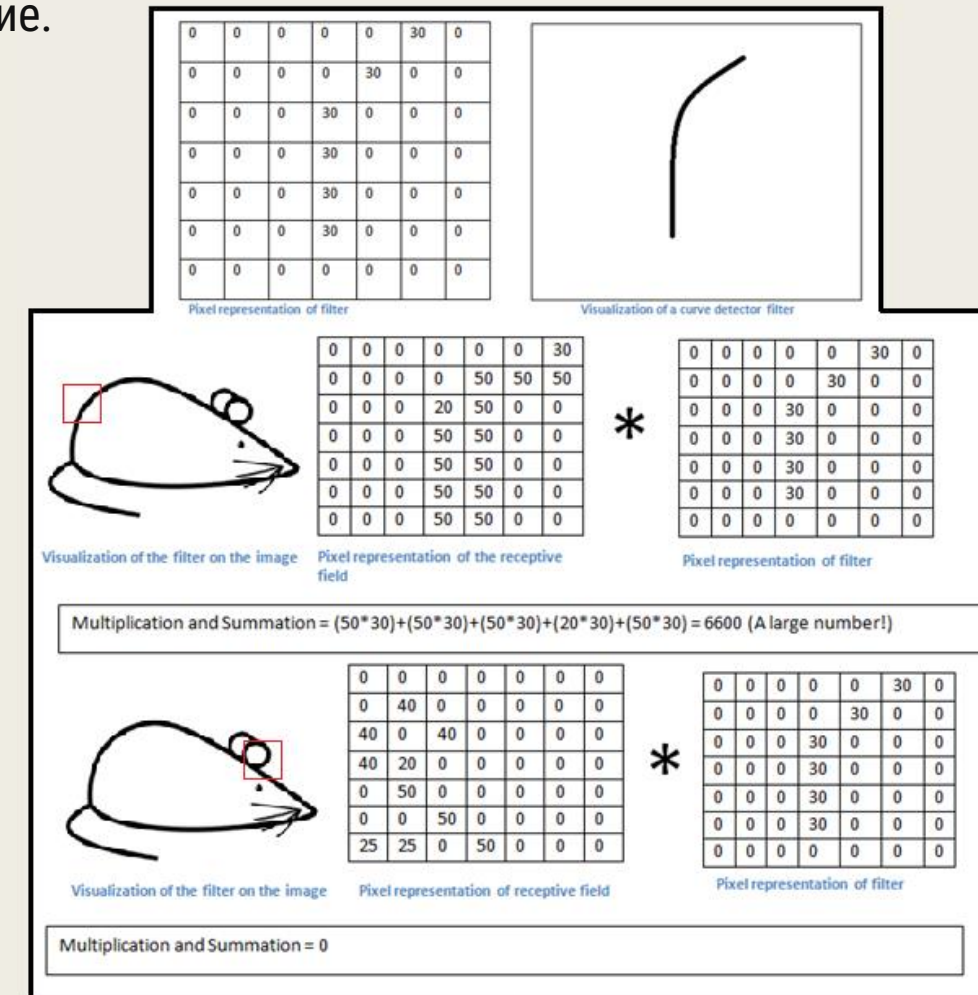 ие.
0 0 0 0 0 30 0
0 0 0 0 30 0 0
0 0 0 30 0 0 0
0 0 0 30 0 0 0
0 0 0 30 0 0 0
0 0 0 30 0 0 0
0 0 0 0 0 0 0
Pixel representation of filter
Visualization of a curve detector filter
0 0 0 0 0 0 30
0 0 0 0 50 50 50
0 0 0 20 50 0 0
0 0 0 50 50 0 0
0 0 0 50 50 0 0
0 0 0 50 50 0 0
0 0 0 50 50 0 0
*
0 0 0 0 0 30 0
0 0 0 0 30 0 0
0 0 0 30 0 0 0
0 0 0 30 0 0 0
0 0 0 30 0 0 0
0 0 0 30 0 0 0
0 0 0 0 0 0 0
Visualization of the filter on the image
Pixel representation of the receptive
field
Pixel representation of filter
Multiplication and Summation = (50*30)+(50*30)+(50*30)+(20*30)+(50*30) = 6600 (A large number!)
0 0 0 0 0 0 0
0 40 0 0 0 0 0
40 0 40 0 0 0 0
40 20 0 0 0 0 0
0 50 0 0 0 0 0
0 0 50 0 0 0 0
25 25 0 50 0 0 0
*
0 0 0 0 0 30 0
0 0 0 0 30 0 0
0 0 0 30 0 0 0
0 0 0 30 0 0 0
0 0 0 30 0 0 0
0 0 0 30 0 0 0
0 0 0 0 0 0 0
Visualization of the filter on the image
Pixel representation of receptive field
Pixel representation of filter
Multiplication and Summation = 0